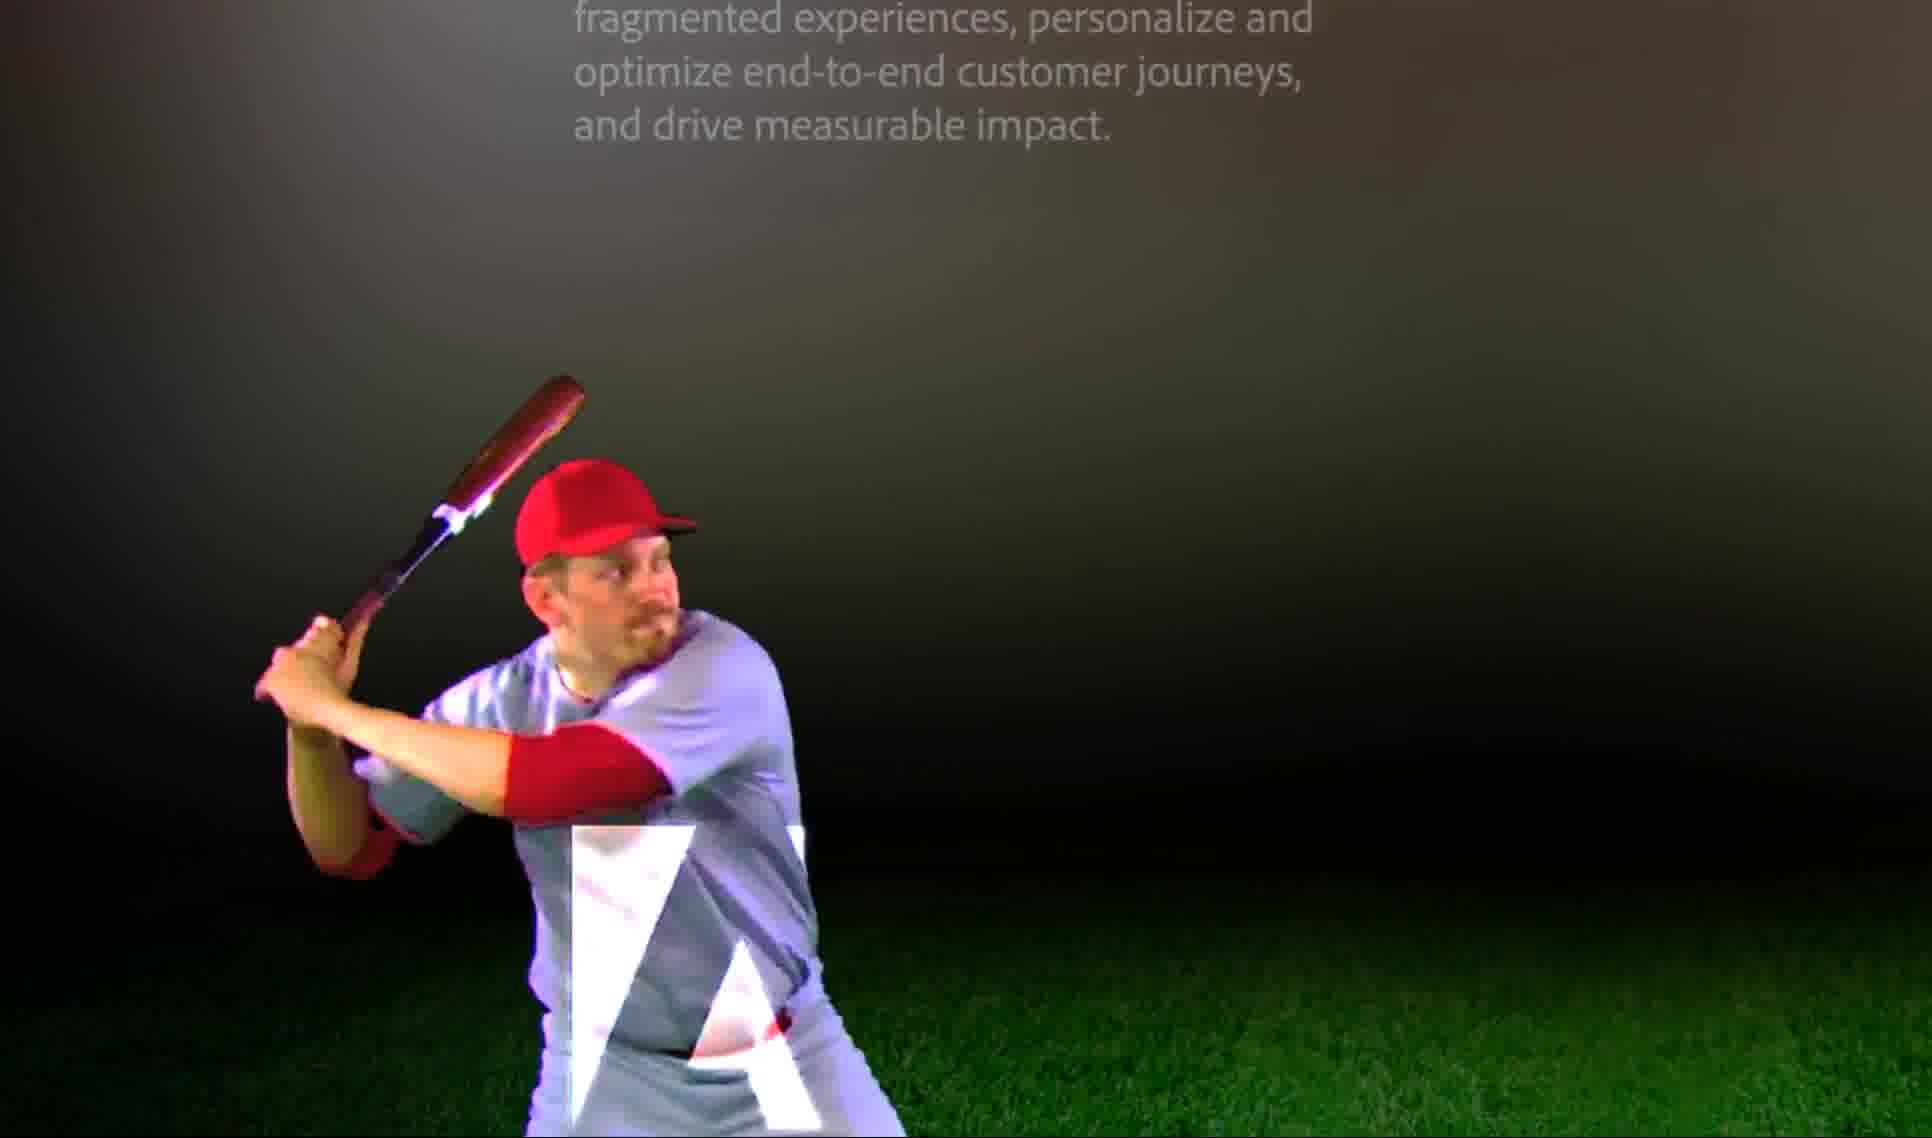 fragmented experiences, personalize and
optimize end-to-end customer journeys,
and drive measurable impact.